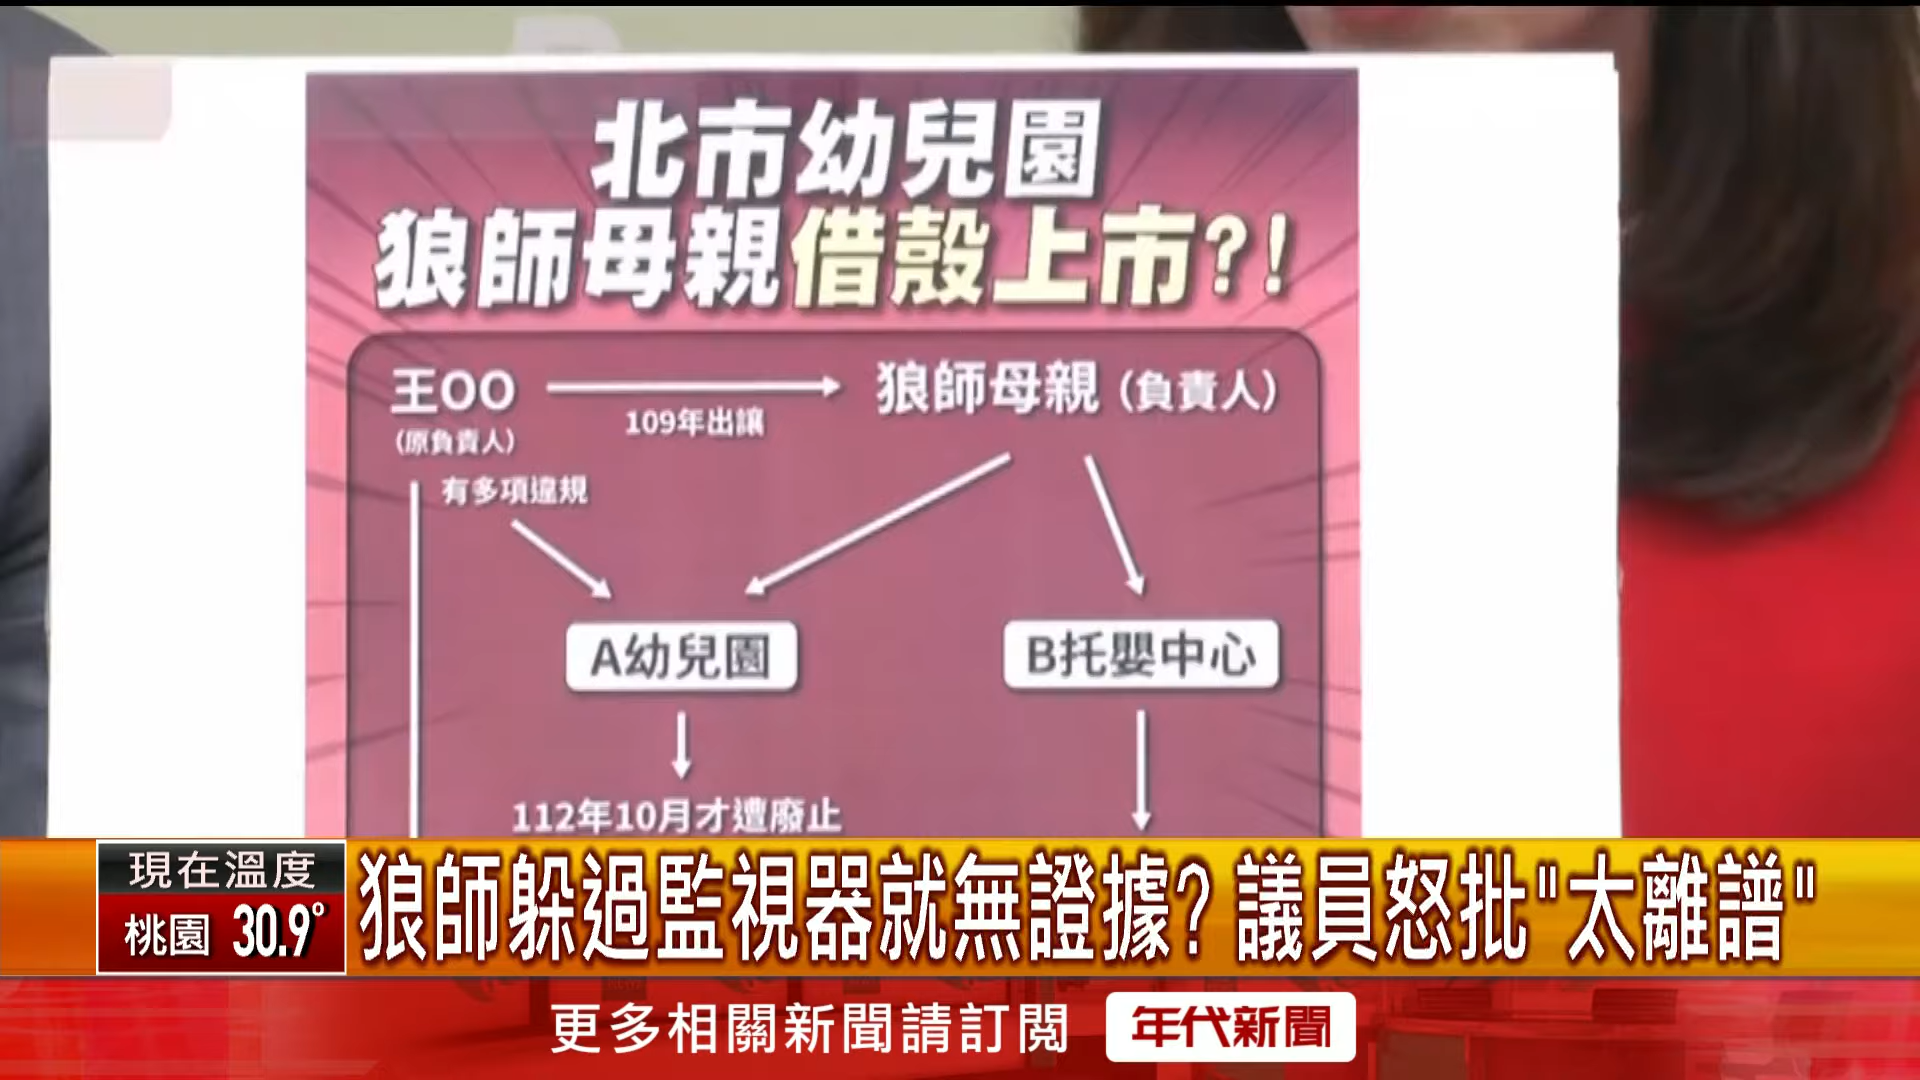 北市幼兒園
狼師母親借殼上市?!
王OO
(原負責人)
109年出讓
狼師母親(負責人)
有多項違規
A幼兒園
B托嬰中心
112年10月才遭廢止
現在溫度
桃園 30.9°
狼師躲過監視器就無證據? 議員怒批"太離譜"
更多相關新聞請訂閱
年代新聞